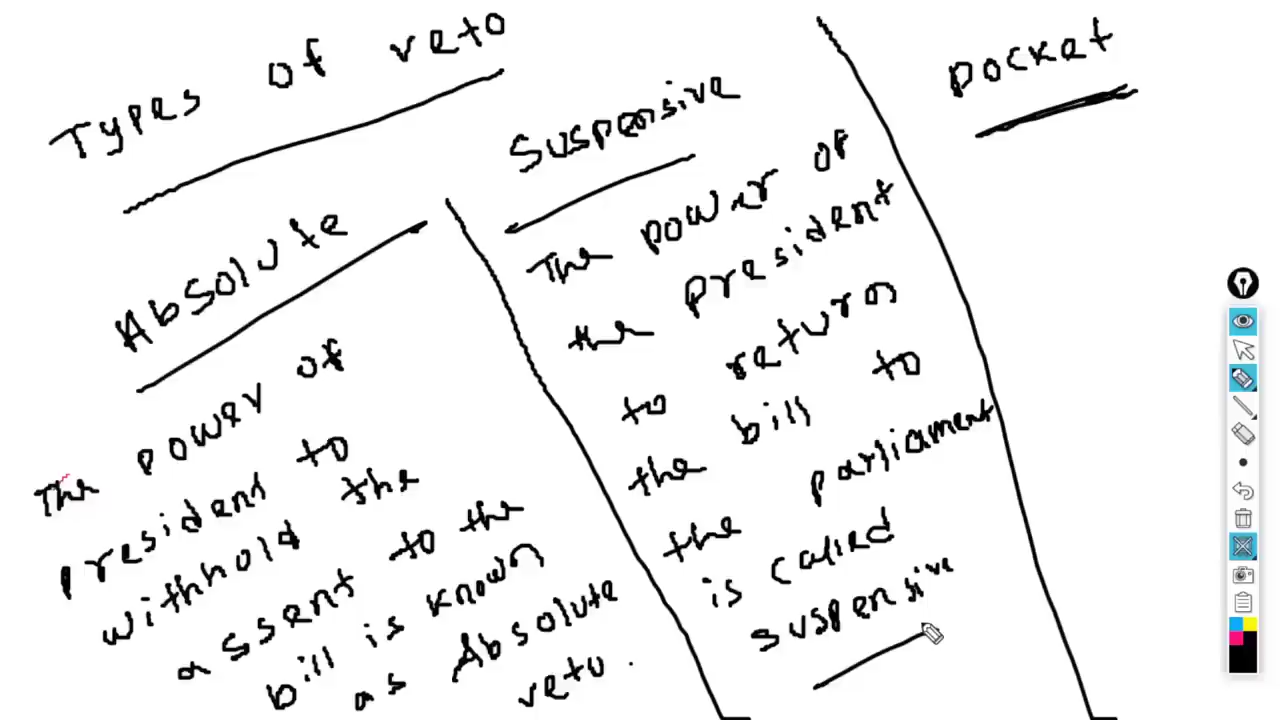 Types of veto
Absolute
The power of
president to
withhold the
assent to the
bill is known
as Absolute
veto.
Suspensive
The power of
the president
to return
the bill to
the parliament
is called
suspensive
pocket